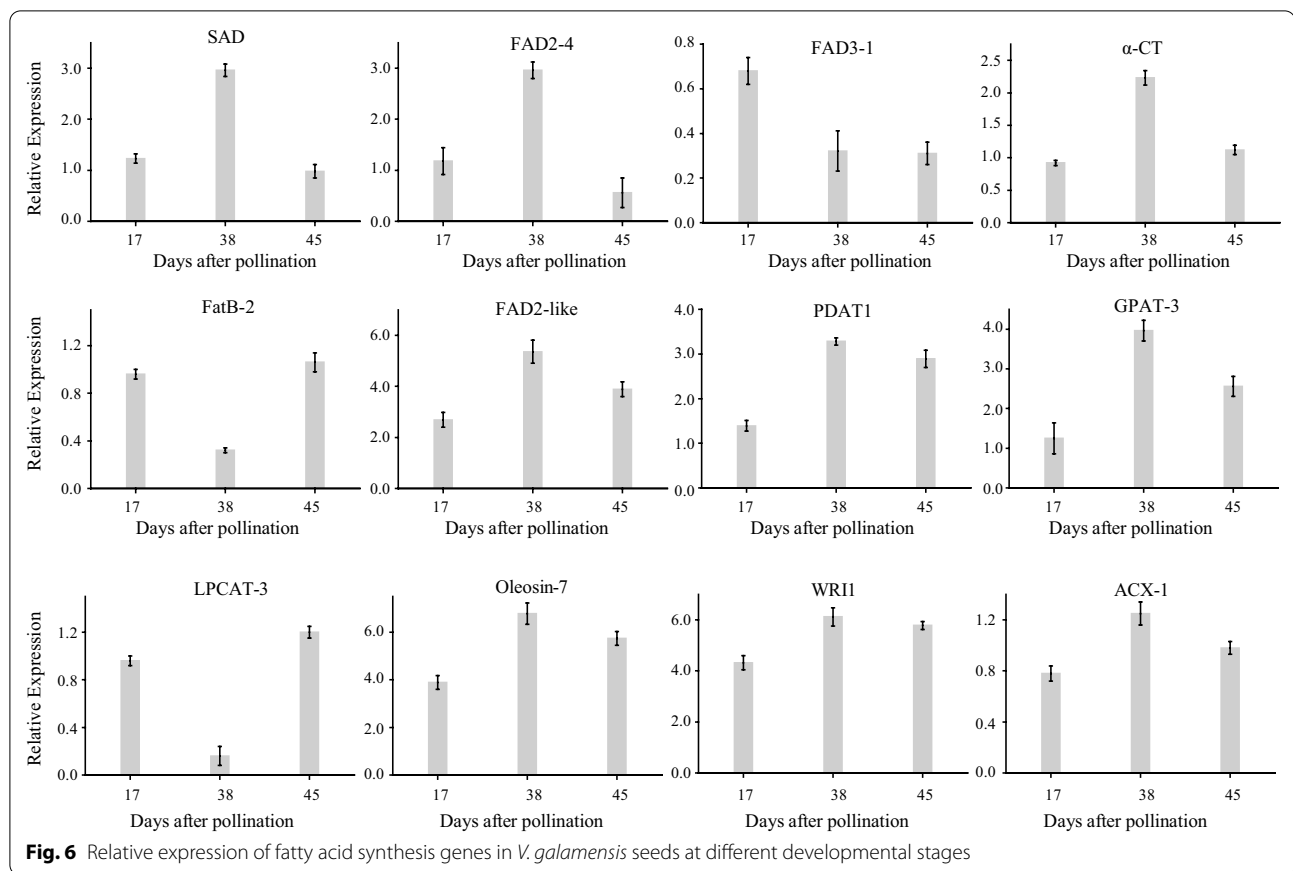 SAD
FAD2-4
FAD3-1
α-CT
Relative Expression
3.0
2.0
1.0
0.0
17 38 45
Days after pollination
3.0
2.0
1.0
0.0
17 38 45
Days after pollination
0.8
0.6
0.4
0.2
0.0
17 38 45
Days after pollination
2.5
2.0
1.5
1.0
0.5
0.0
17 38 45
Days after pollination
FatB-2
FAD2-like
PDAT1
GPAT-3
Relative Expression
1.2
0.8
0.4
0.0
17 38 45
Days after pollination
6.0
4.0
2.0
0.0
17 38 45
Days after pollination
4.0
3.0
2.0
1.0
0.0
17 38 45
Days after pollination
4.0
3.0
2.0
1.0
0.0
17 38 45
Days after pollination
LPCAT-3
Oleosin-7
WRI1
ACX-1
Relative Expression
1.2
0.8
0.4
0.0
17 38 45
Days after pollination
6.0
4.0
2.0
0.0
17 38 45
Days after pollination
6.0
4.0
2.0
0.0
17 38 45
Days after pollination
1.2
0.8
0.4
0.0
17 38 45
Days after pollination
Fig. 6 Relative expression of fatty acid synthesis genes in V. galamensis seeds at different developmental stages